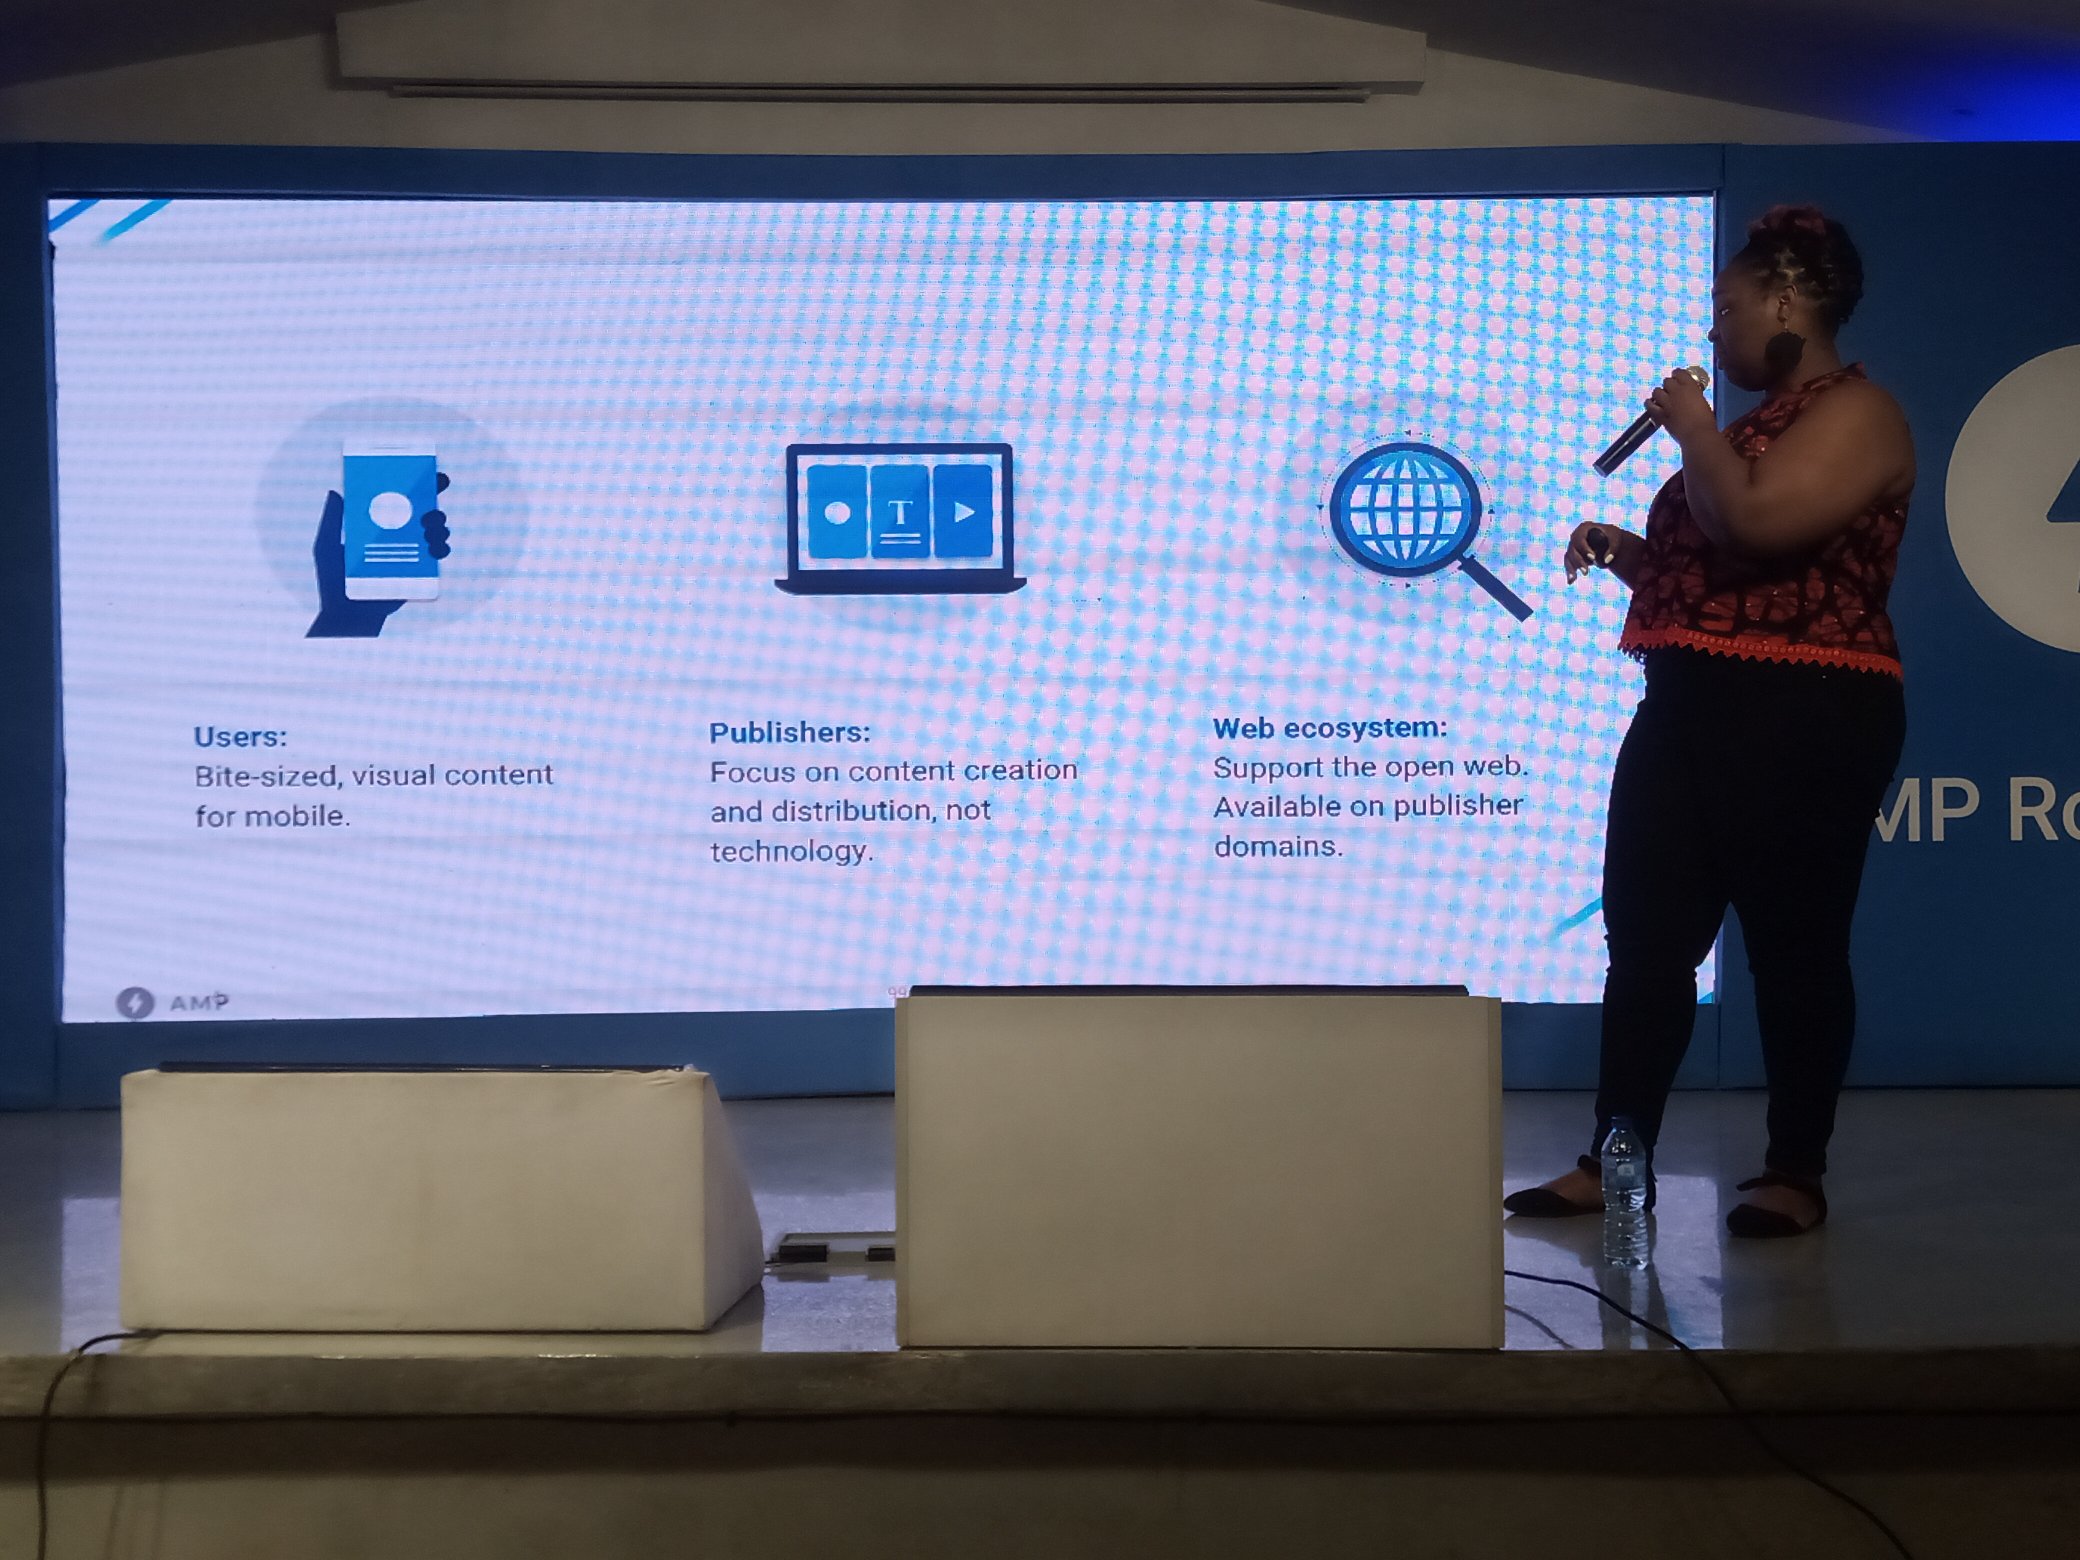 Users:
Bite-sized, visual content
for mobile.
Publishers:
Focus on content creation
and distribution, not
technology.
Web ecosystem:
Support the open web.
Available on publisher
domains.
T
AMP
99
MP Ro